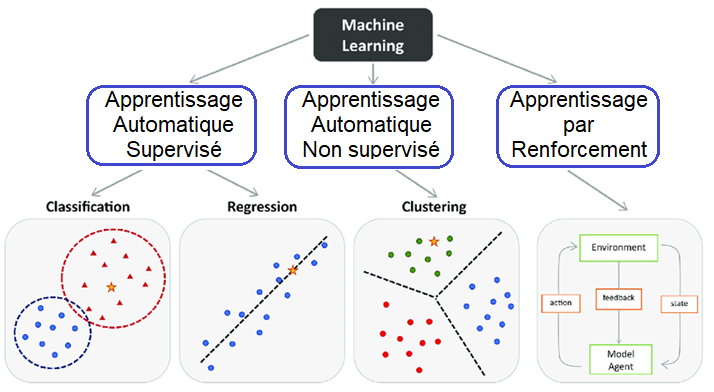 Machine
Learning
Apprentissage
Automatique
Supervisé
Apprentissage
Automatique
Non supervisé
Apprentissage
par
Renforcement
Classification
Regression
Clustering
Environment
action
feedback
state
Model
Agent